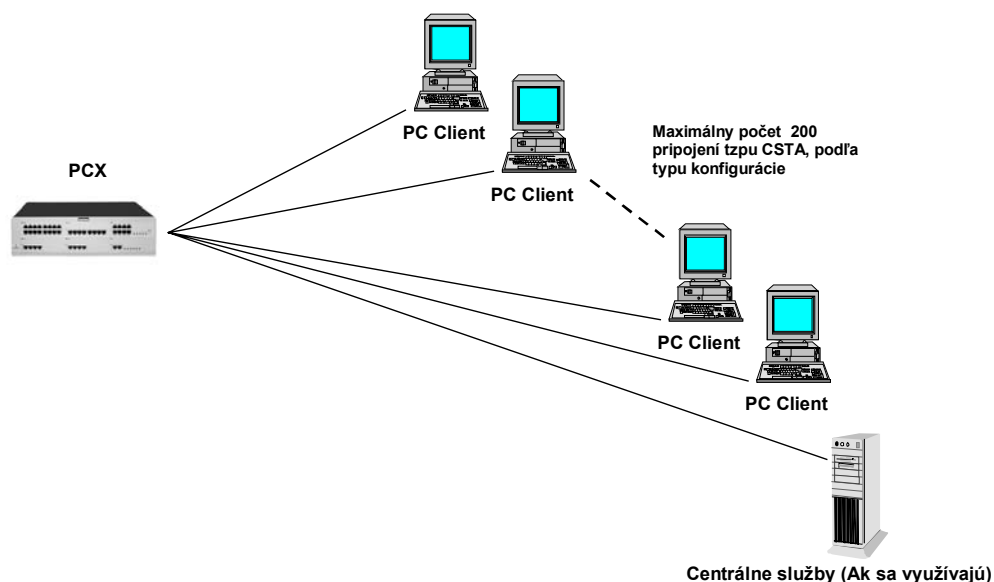 PC Client
PC Client
Maximálny počet 200
pripojení tzpu CSTA, podľa
typu konfigurácie
PCX
PC Client
PC Client
Centrálne služby (Ak sa využívajú)